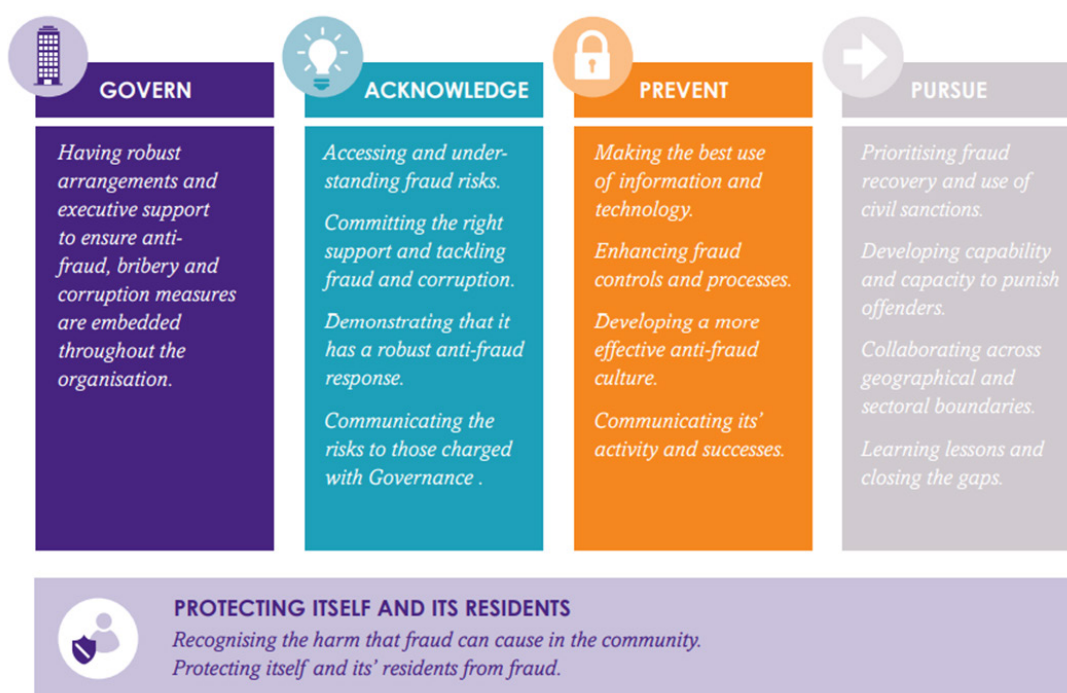 GOVERN
Having robust
arrangements and
executive support
to ensure anti-
fraud, bribery and
corruption measures
are embedded
throughout the
organisation.
ACKNOWLEDGE
Accessing and under-
standing fraud risks.
Committing the right
support and tackling
fraud and corruption.
Demonstrating that it
has a robust anti-fraud
response.
Communicating the
risks to those charged
with Governance .
PREVENT
Making the best use
of information and
technology.
Enhancing fraud
controls and processes.
Developing a more
effective anti-fraud
culture.
Communicating its’
activity and successes.
PURSUE
Prioritising fraud
recovery and use of
civil sanctions.
Developing capability
and capacity to punish
offenders.
Collaborating across
geographical and
sectoral boundaries.
Learning lessons and
closing the gaps.
PROTECTING ITSELF AND ITS RESIDENTS
Recognising the harm that fraud can cause in the community.
Protecting itself and its’ residents from fraud.